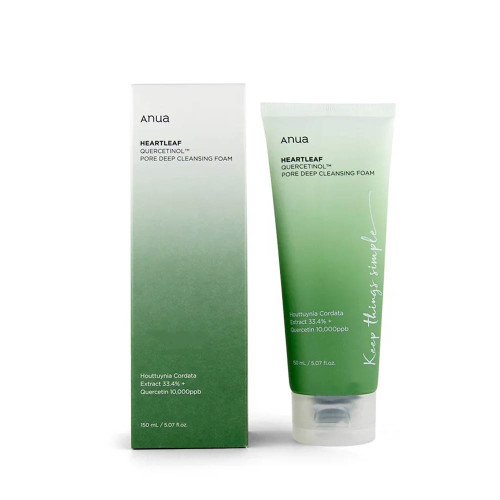 Anua
HEARTLEAF
QUERCETINOL™
PORE DEEP CLEANSING FOAM
Houttuynia Cordata
Extract 33.4% +
Quercetin 10,000ppb
150 mL / 5.07 fl.oz.
Anua
HEARTLEAF
QUERCETINOL™
PORE DEEP CLEANSING FOAM
Keep things simple
Houttuynia Cordata
Extract 33.4% +
Quercetin 10,000ppb
150 mL / 5.07 fl.oz.